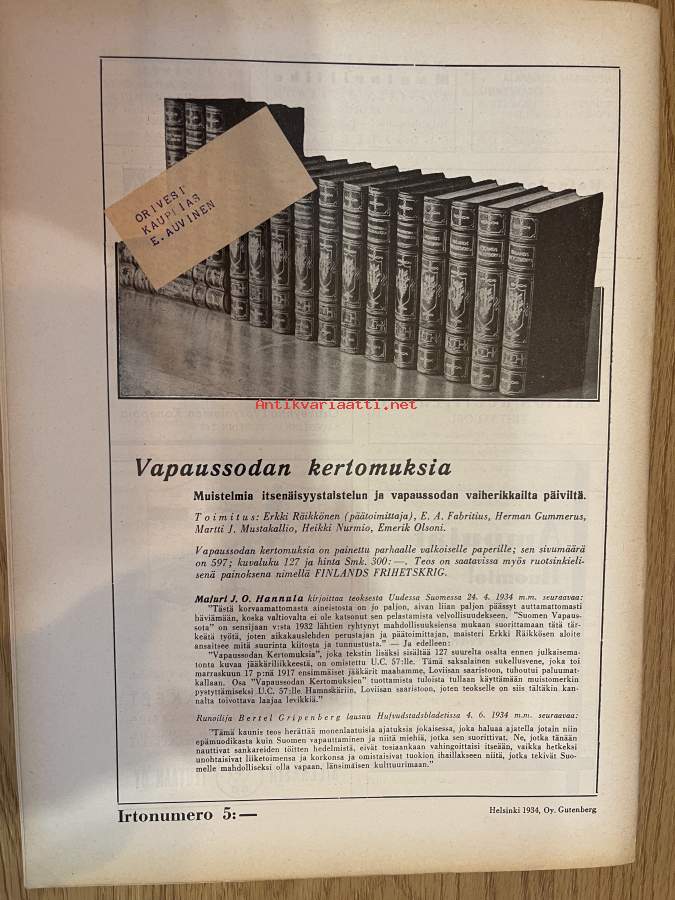 ORIVESI
KAUPPIAS
E. AUVINEN
Antikvariaatti.net
Vapaussodan kertomuksia
Muistelmia itsenäisyystaistelun ja vapaussodan vaiherikkailta päiviltä.
Toimitus: Erkki Räikkönen (päätoimittaja), E. A. Fabritius, Herman Gummerus,
Martti J. Mustakallio, Heikki Nurmio, Emerik Olsoni.
Vapaussodan kertomuksia on painettu parhaalle valkoiselle paperille; sen sivumäärä
on 597; kuvaluku 127 ja hinta Smk. 300: —. Teos on saatavissa myös ruotsinkieli-
senä painoksena nimellä FINLANDS FRIHETSKRIG.
Majuri J. O. Hannula kirjoittaa teoksesta Uudessa Suomessa 24. 4. 1934 m.m. seuraavaa:
"Tästä korvaamattomasta aineistosta on jo paljon, aivan liian paljon päässyt auttamattomasti
häviämään, koska valtiovalta ei ole katsonut sen pelastamista velvollisuudekseen. "Suomen Vapaus-
sota" on sensijaan v:sta 1932 lähtien ryhtynyt mahdollisuuksiensa mukaan suorittamaan tätä tär-
keätä työtä, joten aikakauslehden perustajan ja päätoimittajan, maisteri Erkki Räikkösen aloite
ansaitsee mitä suurinta kiitosta ja tunnustusta." — Ja edelleen:
"Vapaussodan Kertomuksia", joka tekstin lisäksi sisältää 127 suurelta osalta ennen julkaisema-
tonta kuvaa jääkäriliikkeestä, on omistettu U.C. 57:lle. Tämä saksalainen sukellusvene, joka toi
marraskuun 17 p:nä 1917 ensimmäiset jääkärit maahamme, Loviisan saaristoon, tuhoutui paluumat-
kallaan. Osa "Vapaussodan Kertomuksien" tuottamista tuloista tullaan käyttämään muistomerkin
pystyttämiseksi U.C. 57:lle Hamnskäriin, Loviisan saaristoon, joten teokselle on siis tältäkin kan-
nalta toivottava laajaa levikkiä."
Runoilija Bertel Gripenberg lausuu Hufvudstadsbladetissa 4. 6. 1934 m.m. seuraavaa:
"Tämä kaunis teos herättää monenlaatuisia ajatuksia jokaisessa, joka haluaa ajatella jotain niin
epämuodikasta kuin Suomen vapauttaminen ja niitä miehiä, jotka sen suorittivat. Ne, jotka tänään
nauttivat sankareiden töitten hedelmistä, eivät tosiaankaan vahingoittaisi itseään, vaikka hetkeksi
unohtaisivat liiketoimensa ja korkonsa ja omistaisivat tuokion ihaillakseen niitä, jotka tekivät Suo-
melle mahdolliseksi olla vapaan, länsimäisen kulttuurimaan."
Irtonumero 5:—
Helsinki 1934, Oy. Gutenberg